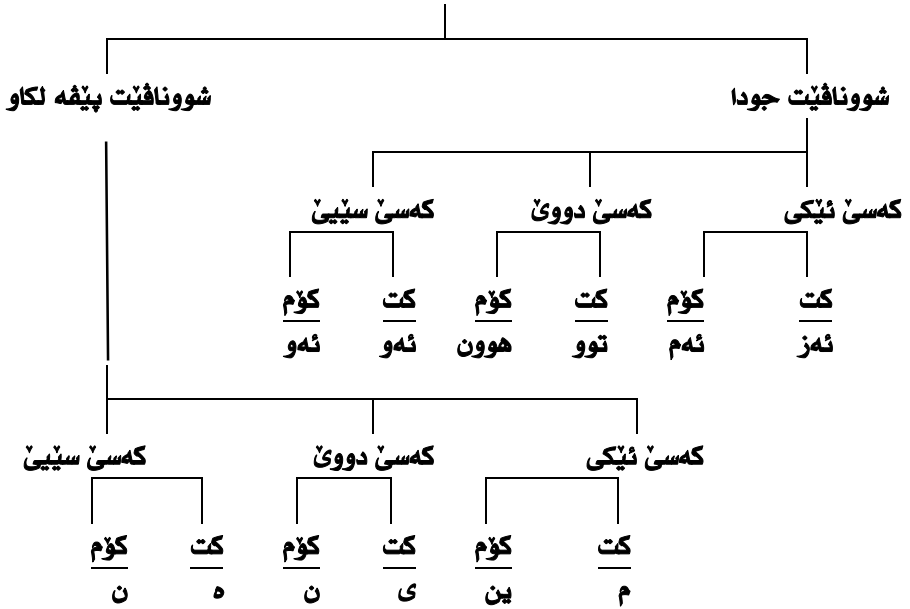 شووناڤێت جودا شووناڤێت پێڤە لکاو
کەسێ ئێکی کەسێ دووێ کەسێ سێیێ
کت کۆم کت کۆم کت کۆم
ئەز ئەم توو هوون ئەو ئەو
کەسێ ئێکی کەسێ دووێ کەسێ سێیێ
کت کۆم کت کۆم کت کۆم
م ین ی ن ە ن